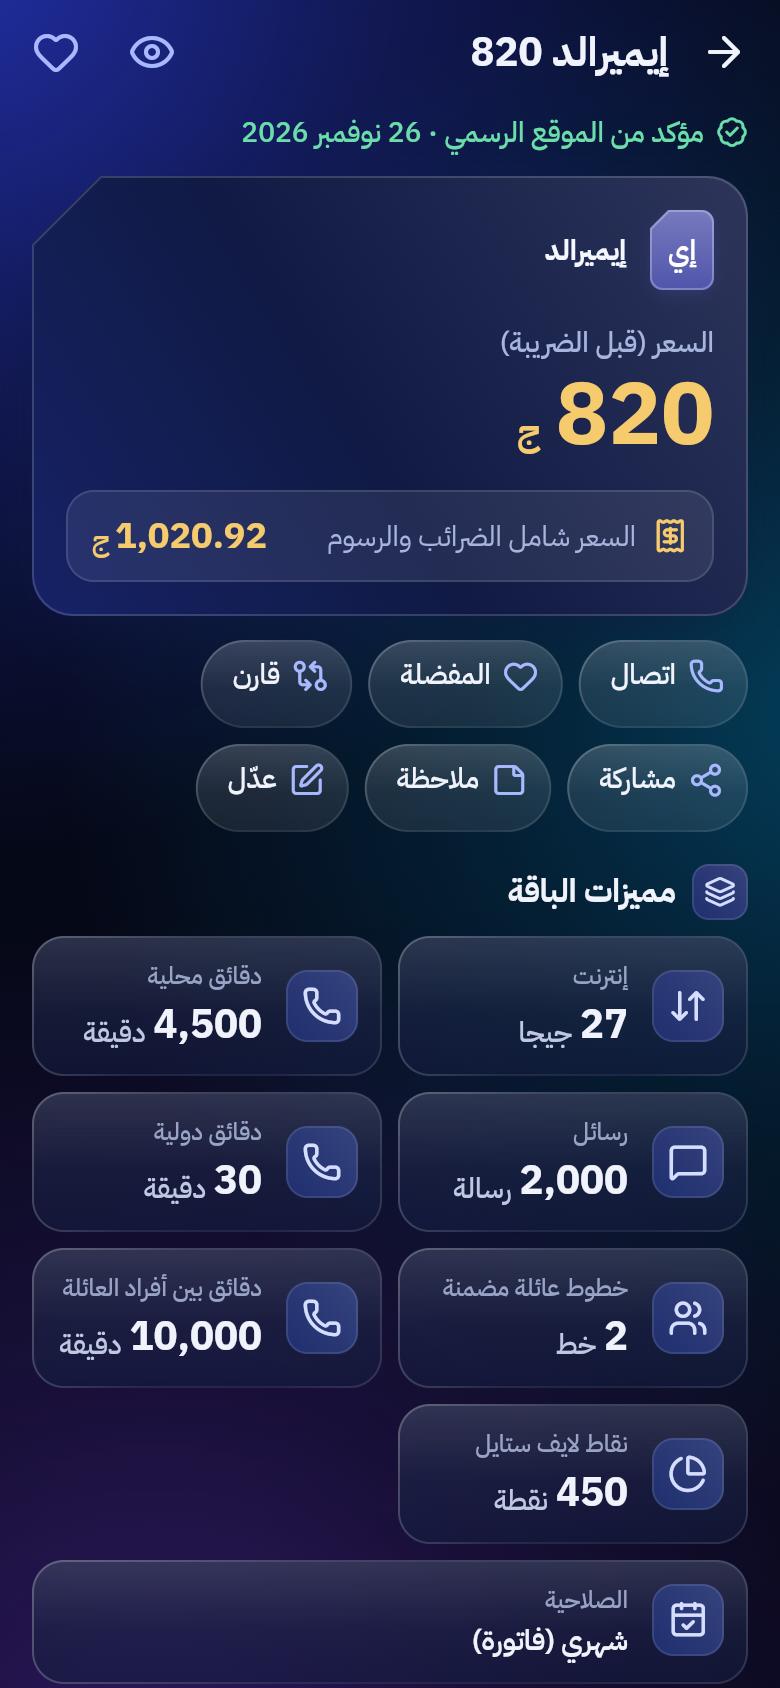 إيميرالد 820
مؤكد من الموقع الرسمي · 26 نوفمبر 2026
إي
إيميرالد
السعر (قبل الضريبة)
820 ج
السعر شامل الضرائب والرسوم
1,020.92 ج
اتصال
المفضلة
قارن
مشاركة
ملاحظة
عدّل
مميزات الباقة
إنترنت
27 جيجا
دقائق محلية
4,500 دقيقة
رسائل
2,000 رسالة
دقائق دولية
30 دقيقة
خطوط عائلة مضمنة
2 خط
دقائق بين أفراد العائلة
10,000 دقيقة
نقاط لايف ستايل
450 نقطة
الصلاحية
شهري (فاتورة)